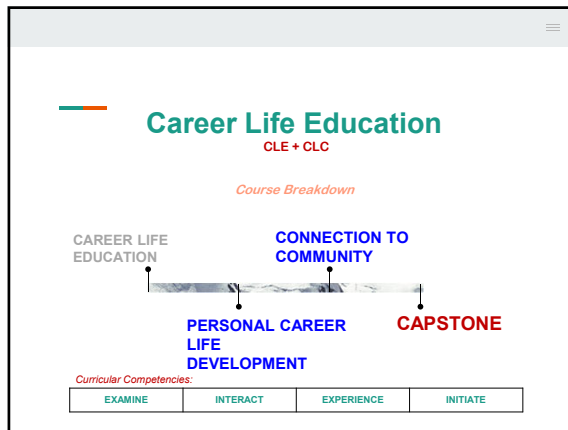 Career Life Education
CLE + CLC
Course Breakdown
CAREER LIFE
EDUCATION
CONNECTION TO
COMMUNITY
PERSONAL CAREER
LIFE
DEVELOPMENT
CAPSTONE
Curricular Competencies:
EXAMINE INTERACT EXPERIENCE INITIATE